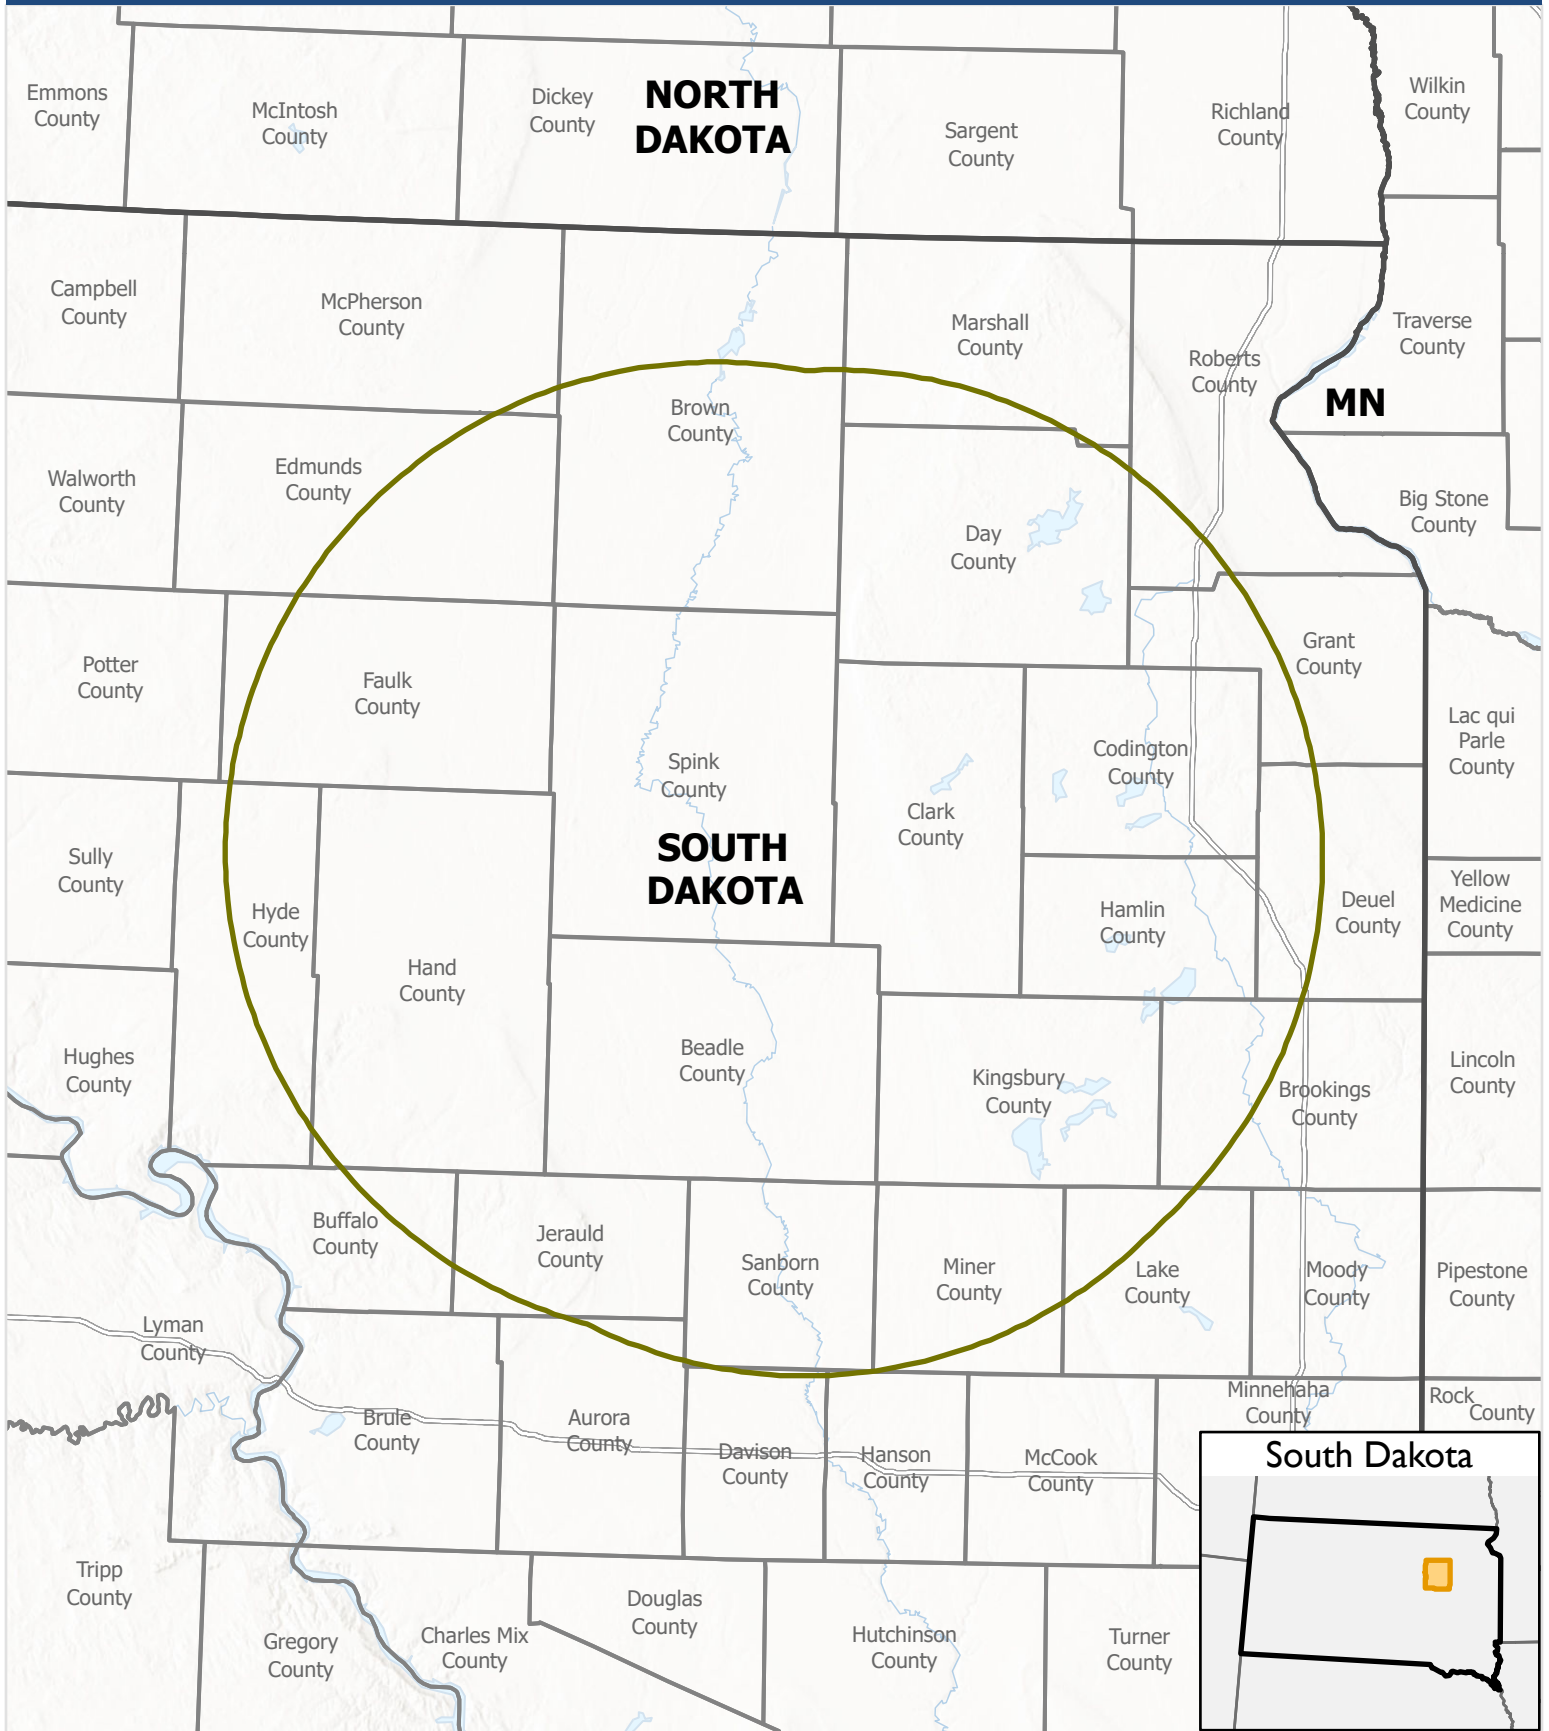 Emmons
County
McIntosh
County
Dickey
County
NORTH
DAKOTA
Sargent
County
Richland
County
Wilkin
County
Campbell
County
McPherson
County
Marshall
County
Roberts
County
Traverse
County
MN
Brown
County
Walworth
County
Edmunds
County
Day
County
Big Stone
County
Potter
County
Faulk
County
Grant
County
Spink
County
Codington
County
Lac qui
Parle
County
Clark
County
SOUTH
DAKOTA
Sully
County
Hyde
County
Hand
County
Hamlin
County
Deuel
County
Yellow
Medicine
County
Hughes
County
Beadle
County
Kingsbury
County
Brookings
County
Lincoln
County
Buffalo
County
Jerauld
County
Sanborn
County
Miner
County
Lake
County
Moody
County
Pipestone
County
Lyman
County
Brule
County
Aurora
County
Davison
County
Hanson
County
McCook
County
Minnehaha
County
Rock
County
Tripp
County
Gregory
County
Charles Mix
County
Douglas
County
Hutchinson
County
Turner
County
South Dakota